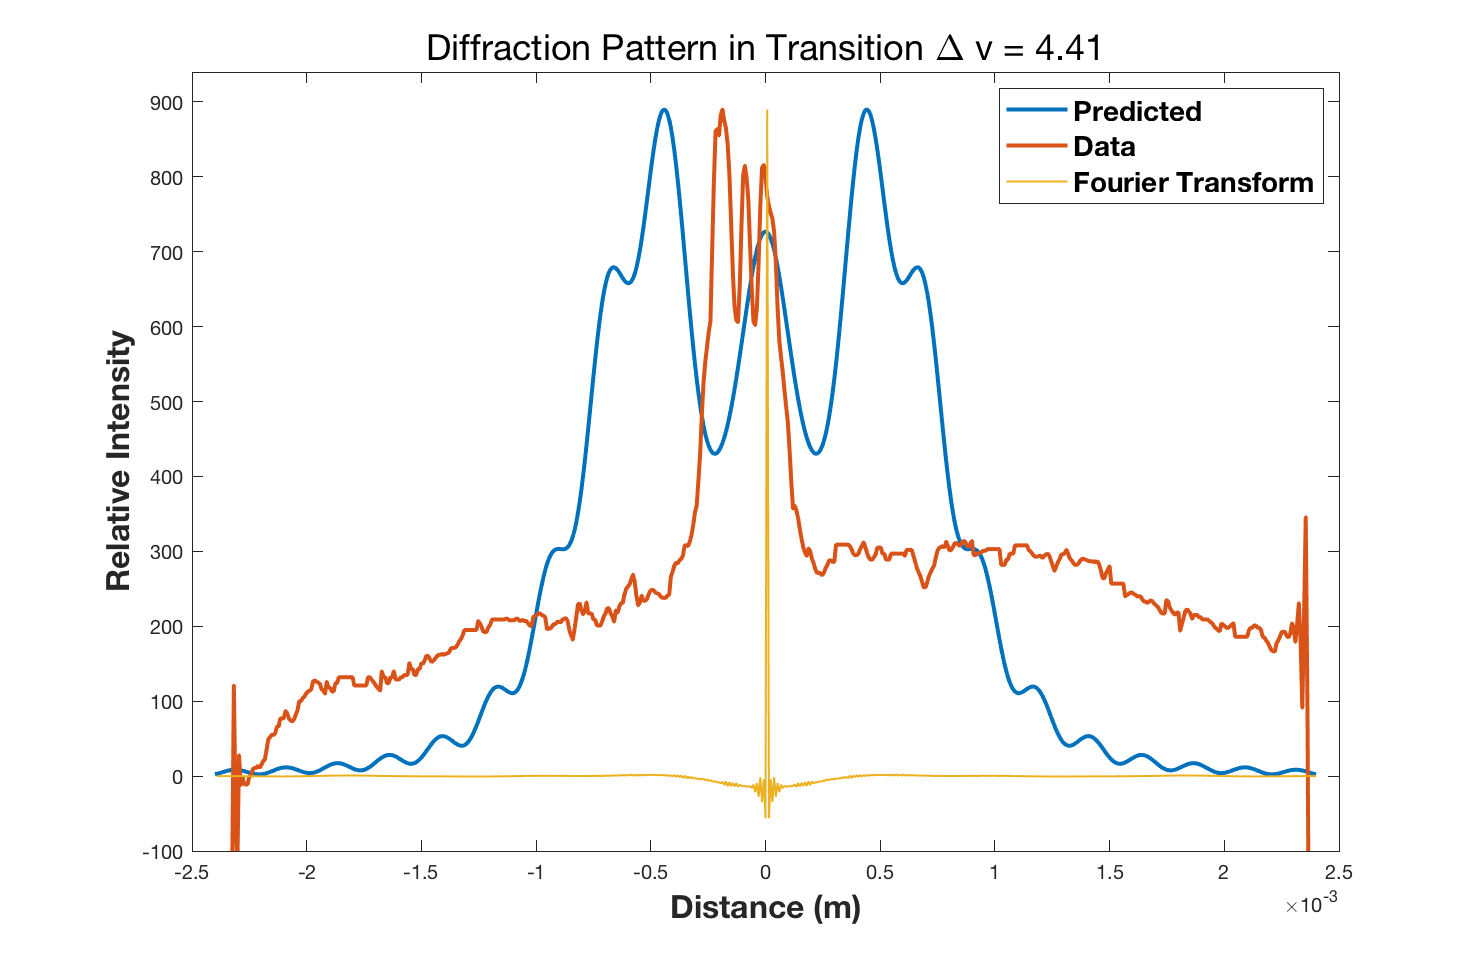 Diffraction Pattern in Transition Δ v = 4.41
Predicted
Data
Fourier Transform
Relative Intensity
900
800
700
600
500
400
300
200
100
0
-100
-2.5 -2 -1.5 -1 -0.5 0 0.5 1 1.5 2 2.5
×10-3
Distance (m)